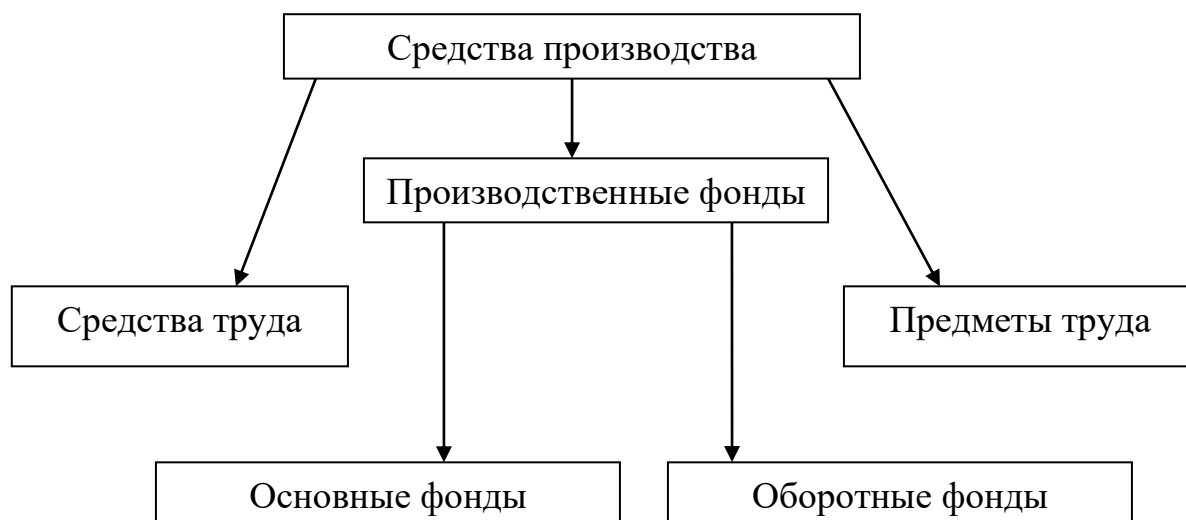 Средства производства
Производственные фонды
Средства труда
Предметы труда
Основные фонды
Оборотные фонды